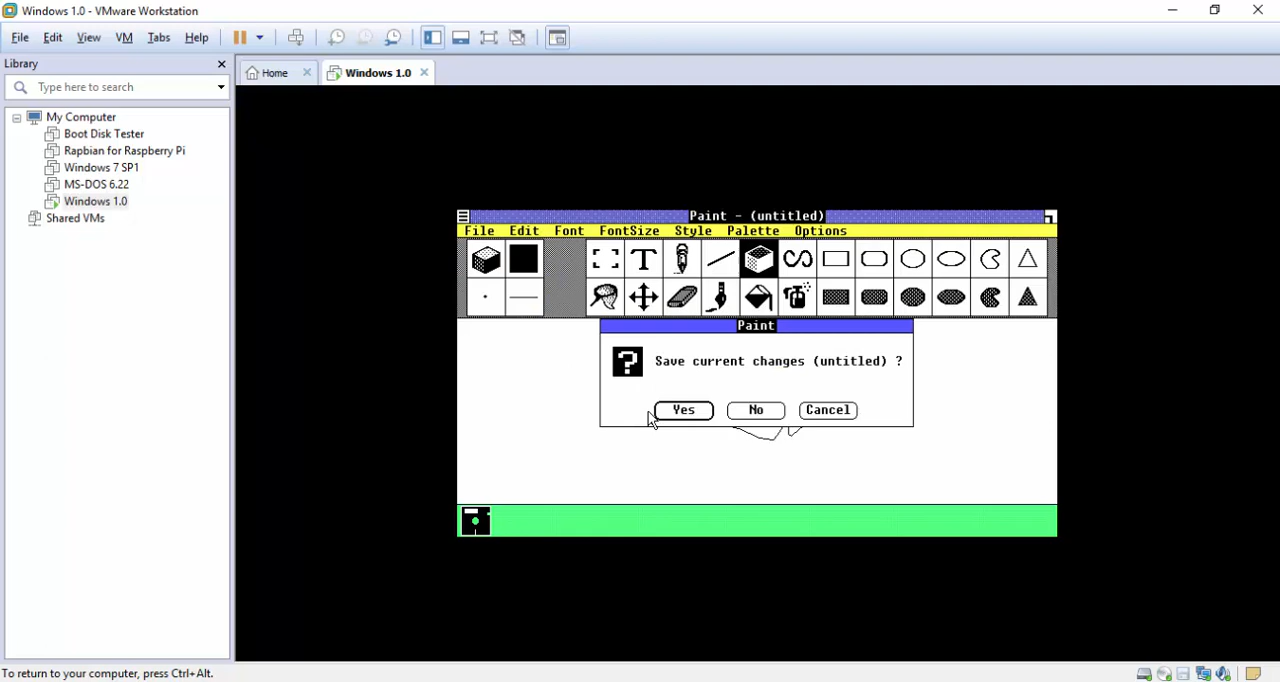 Windows 1.0 - VMware Workstation
File Edit View VM Tabs Help
Library
Home
Windows 1.0
Type here to search
My Computer
Boot Disk Tester
Rapbian for Raspberry Pi
Windows 7 SP1
MS-DOS 6.22
Windows 1.0
Shared VMs
Paint - (untitled)
File Edit Font FontSize Style Palette Options
T
Paint
? Save current changes (untitled) ?
Yes No Cancel
To return to your computer, press Ctrl+Alt.